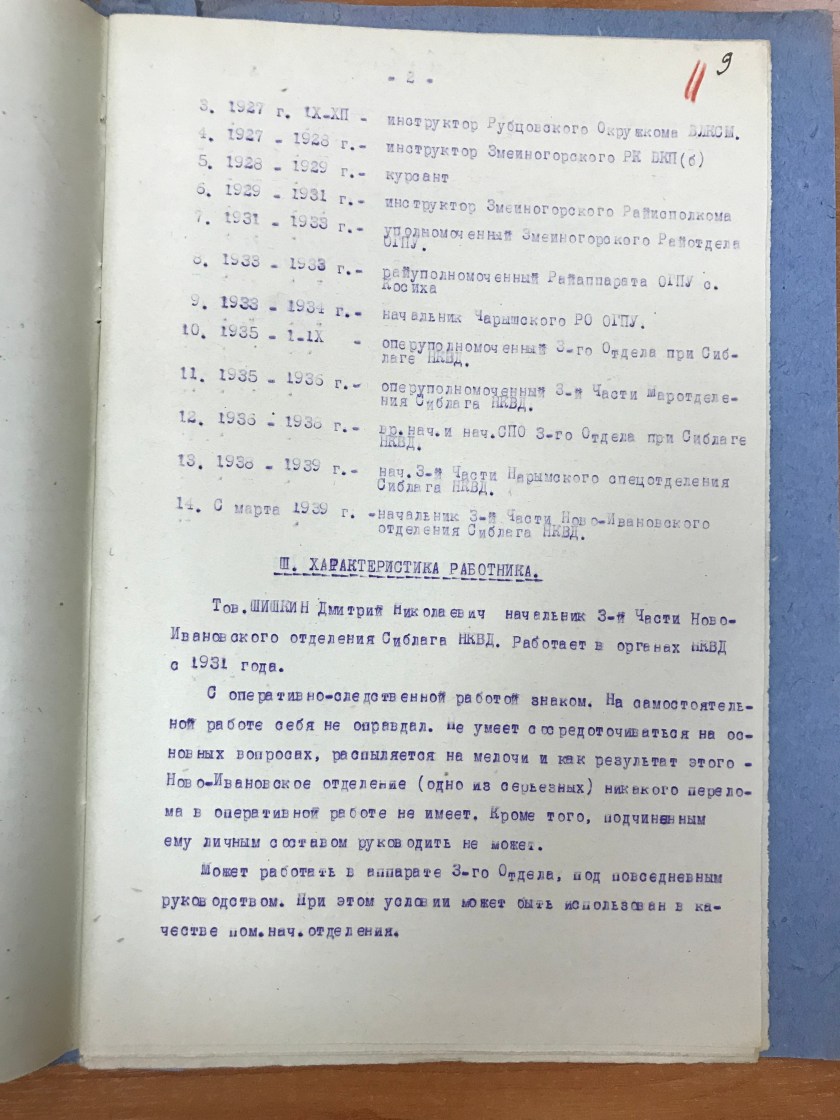 - 2 -
11 9
3. 1927 г. IX-XП - инструктор Рубцовского Окружкома ВЛКСМ.
4. 1927 - 1928 г.- инструктор Змеиногорского РК ВКП(б)
5. 1928 - 1929 г.- курсант
6. 1929 - 1931 г.- инструктор Змеиногорского Райисполкома
7. 1931 - 1933 г.- уполномоченный Змеиногорского Райотдела
ОГПУ.
8. 1933 - 1933 г.- райуполномоченный Райаппарата ОГПУ с.
Косиха
9. 1933 - 1934 г.- начальник Чарышского РО ОГПУ.
10. 1935 - 1-IX - оперуполномоченный 3-го Отдела при Сиб-
лаге НКВД.
11. 1935 - 1936 г.- оперуполномоченный 3-й Части Шаротделе-
ния Сиблага НКВД.
12. 1936 - 1938 г.- вр.нач.и нач.СПО 3-го Отдела при Сиблаге
НКВД.
13. 1938 - 1939 г.- нач.3-й Части Нарымского спецотделения
Сиблага НКВД.
14. С марта 1939 г. -начальник 3-й Части Ново-Ивановского
отделения Сиблага НКВД.
Ш. ХАРАКТЕРИСТИКА РАБОТНИКА.
Тов.ШИШКИН Дмитрий Николаевич начальник 3-й Части Ново-
Ивановского отделения Сиблага НКВД. Работает в органах НКВД
с 1931 года.
С оперативно-следственной работой знаком. На самостоятель-
ной работе себя не оправдал. Не умеет сосредоточиваться на ос-
новных вопросах, распыляется на мелочи и как результат этого -
Ново-Ивановское отделение (одно из серьезных) никакого перело-
ма в оперативной работе не имеет. Кроме того, подчиненным
ему личным составом руководить не может.
Может работать в аппарате 3-го Отдела, под повседневным
руководством. При этом условии может быть использован в ка-
честве пом.нач.отделения.